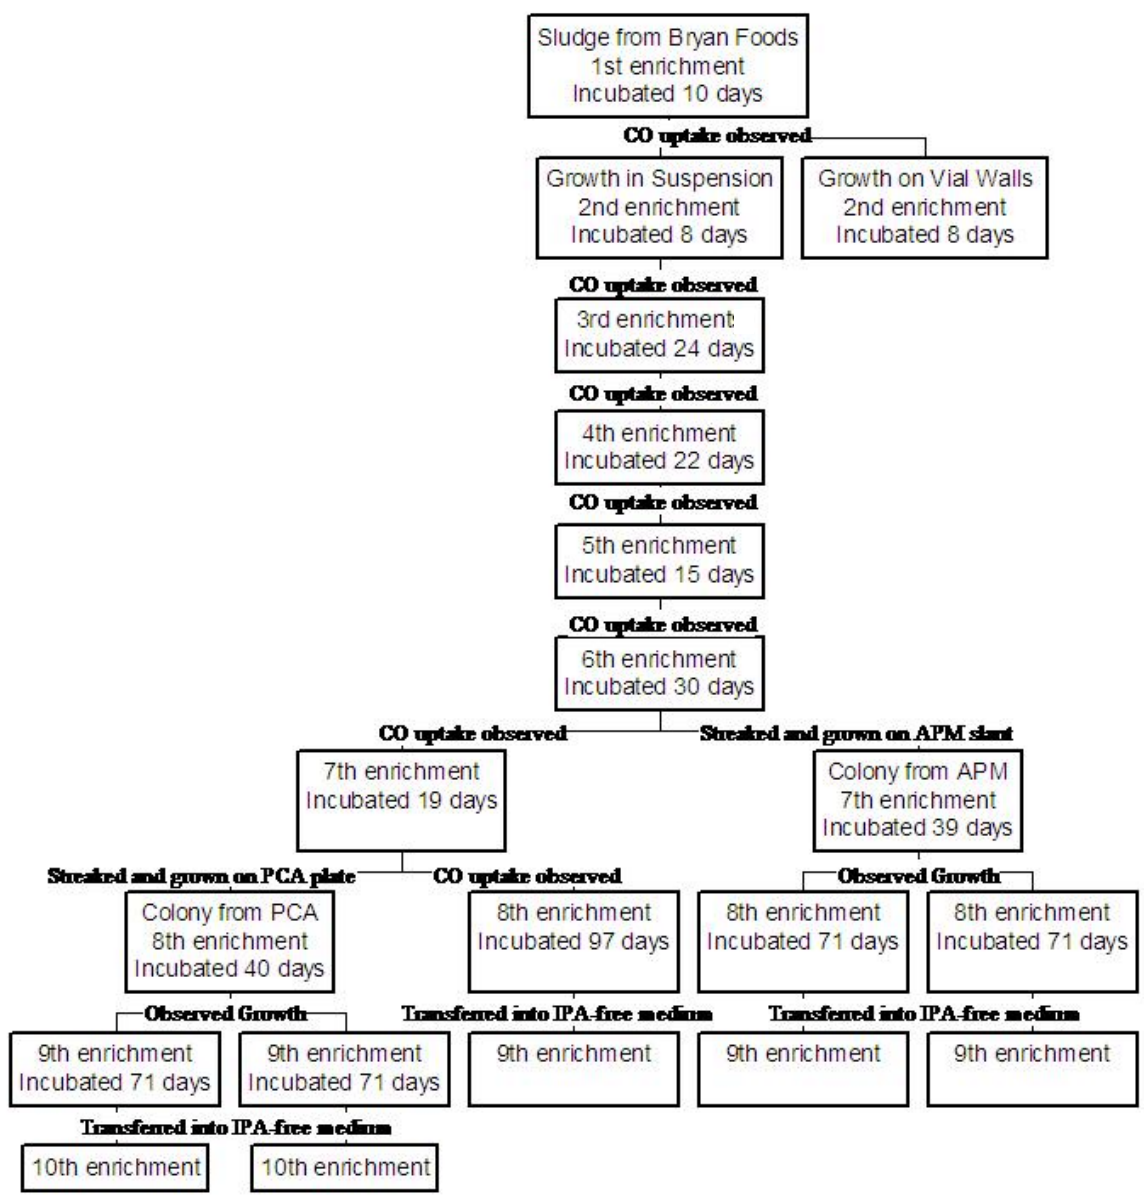 Sludge from Bryan Foods
1st enrichment
Incubated 10 days
CO uptake observed
Growth in Suspension
2nd enrichment
Incubated 8 days
Growth on Vial Walls
2nd enrichment
Incubated 8 days
CO uptake observed
3rd enrichment
Incubated 24 days
CO uptake observed
4th enrichment
Incubated 22 days
CO uptake observed
5th enrichment
Incubated 15 days
CO uptake observed
6th enrichment
Incubated 30 days
CO uptake observed
Streaked and grown on APM slant
7th enrichment
Incubated 19 days
Colony from APM
7th enrichment
Incubated 39 days
Streaked and grown on PCA plate
CO uptake observed
Observed Growth
Colony from PCA
8th enrichment
Incubated 40 days
8th enrichment
Incubated 97 days
8th enrichment
Incubated 71 days
8th enrichment
Incubated 71 days
Observed Growth
Transferred into IPA-free medium
Transferred into IPA-free medium
9th enrichment
Incubated 71 days
9th enrichment
Incubated 71 days
9th enrichment
9th enrichment
9th enrichment
Transferred into IPA-free medium
10th enrichment
10th enrichment